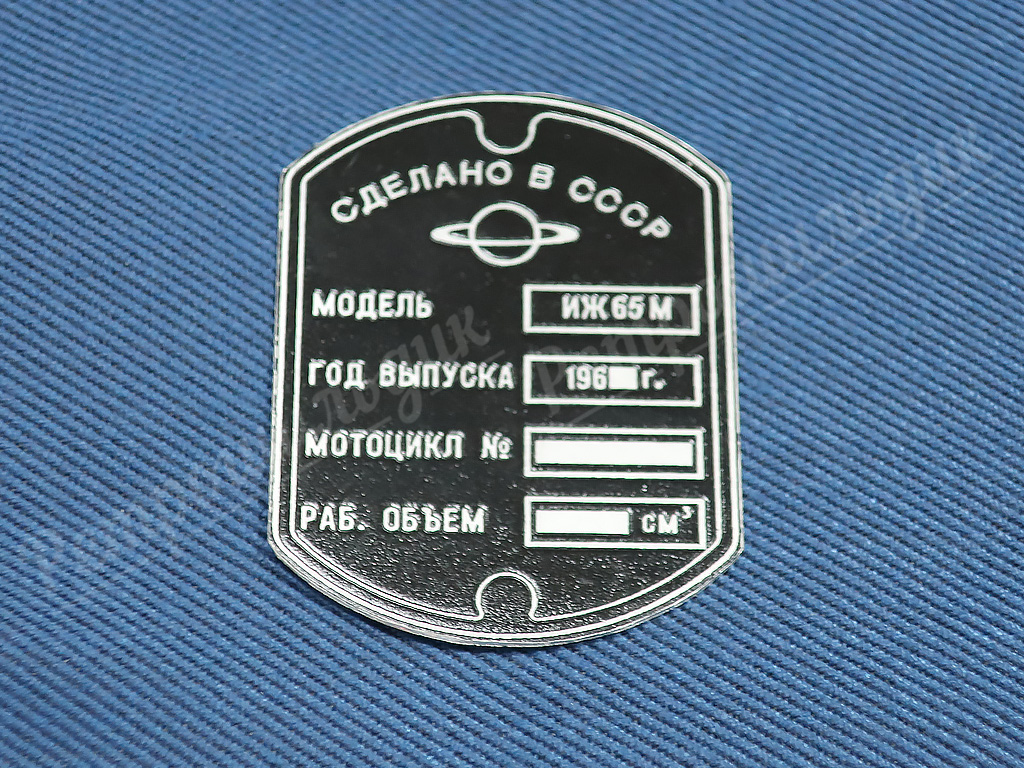 СДЕЛАНО В СССР
МОДЕЛЬ ИЖ 65 М
ГОД ВЫПУСКА 196 г.
МОТОЦИКЛ №
РАБ. ОБЪЕМ см³